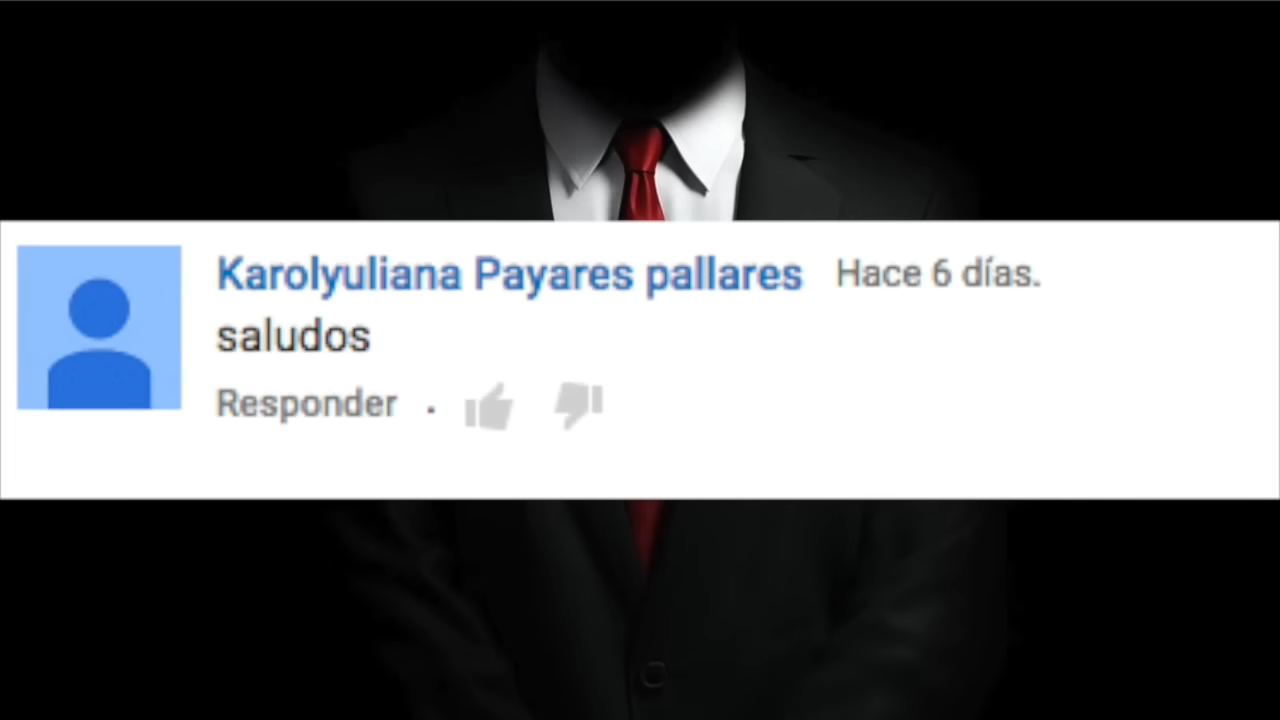 Karolyuliana Payares pallares Hace 6 días.
saludos
Responder .